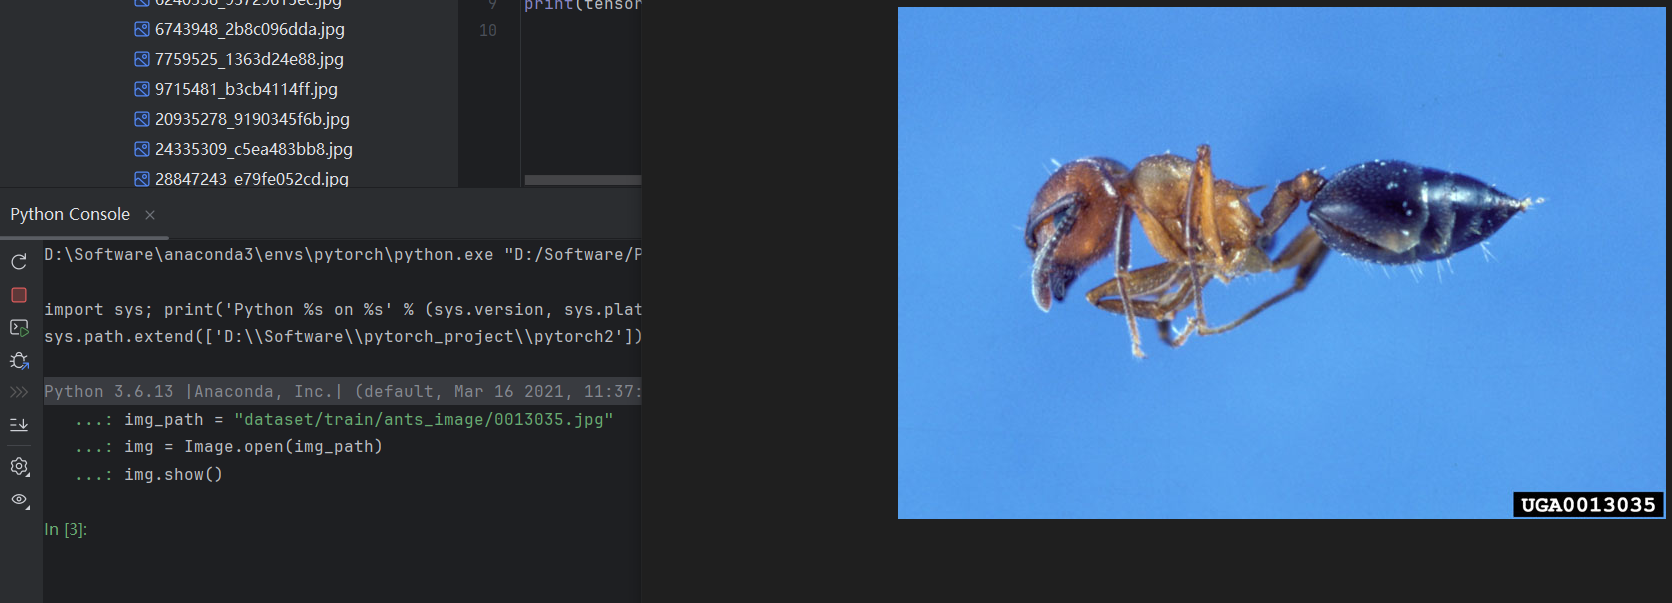 6743948_2b8c096dda.jpg
7759525_1363d24e88.jpg
9715481_b3cb4114ff.jpg
20935278_9190345f6b.jpg
24335309_c5ea483bb8.jpg
28847243_e79fe052cd.jpg
9
print(tensor
10
Python Console
D:\Software\anaconda3\envs\pytorch\python.exe "D:/Software/P
import sys; print('Python %s on %s' % (sys.version, sys.plat
sys.path.extend(['D:\\Software\\pytorch_project\\pytorch2'])
Python 3.6.13 |Anaconda, Inc.| (default, Mar 16 2021, 11:37:
...: img_path = "dataset/train/ants_image/0013035.jpg"
...: img = Image.open(img_path)
...: img.show()
In [3]:
UGA0013035